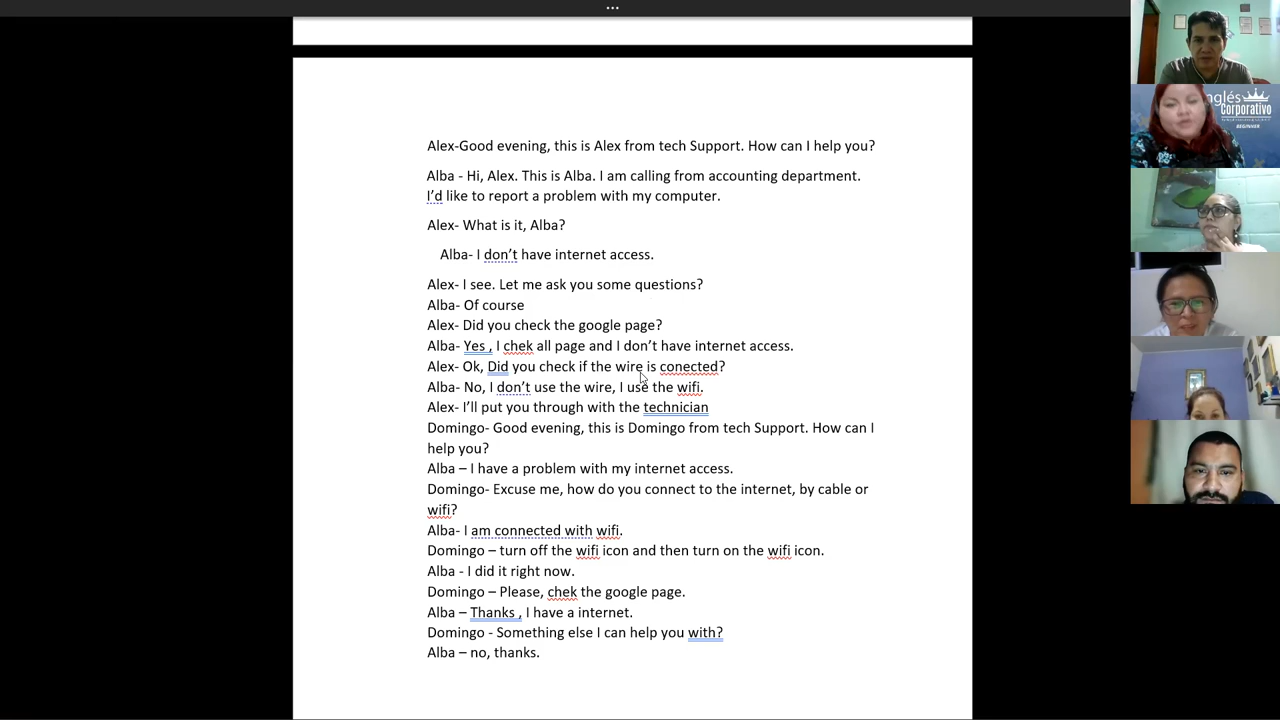 Alex-Good evening, this is Alex from tech Support. How can I help you?
Alba - Hi, Alex. This is Alba. I am calling from accounting department.
I'd like to report a problem with my computer.
Alex- What is it, Alba?
Alba- I don't have internet access.
Alex- I see. Let me ask you some questions?
Alba- Of course
Alex- Did you check the google page?
Alba- Yes , I chek all page and I don't have internet access.
Alex- Ok, Did you check if the wire is conected?
Alba- No, I don't use the wire, I use the wifi.
Alex- I'll put you through with the technician
Domingo- Good evening, this is Domingo from tech Support. How can I
help you?
Alba – I have a problem with my internet access.
Domingo- Excuse me, how do you connect to the internet, by cable or
wifi?
Alba- I am connected with wifi.
Domingo – turn off the wifi icon and then turn on the wifi icon.
Alba - I did it right now.
Domingo – Please, chek the google page.
Alba – Thanks , I have a internet.
Domingo - Something else I can help you with?
Alba – no, thanks.
nglés
Corporativo
BEGINNER